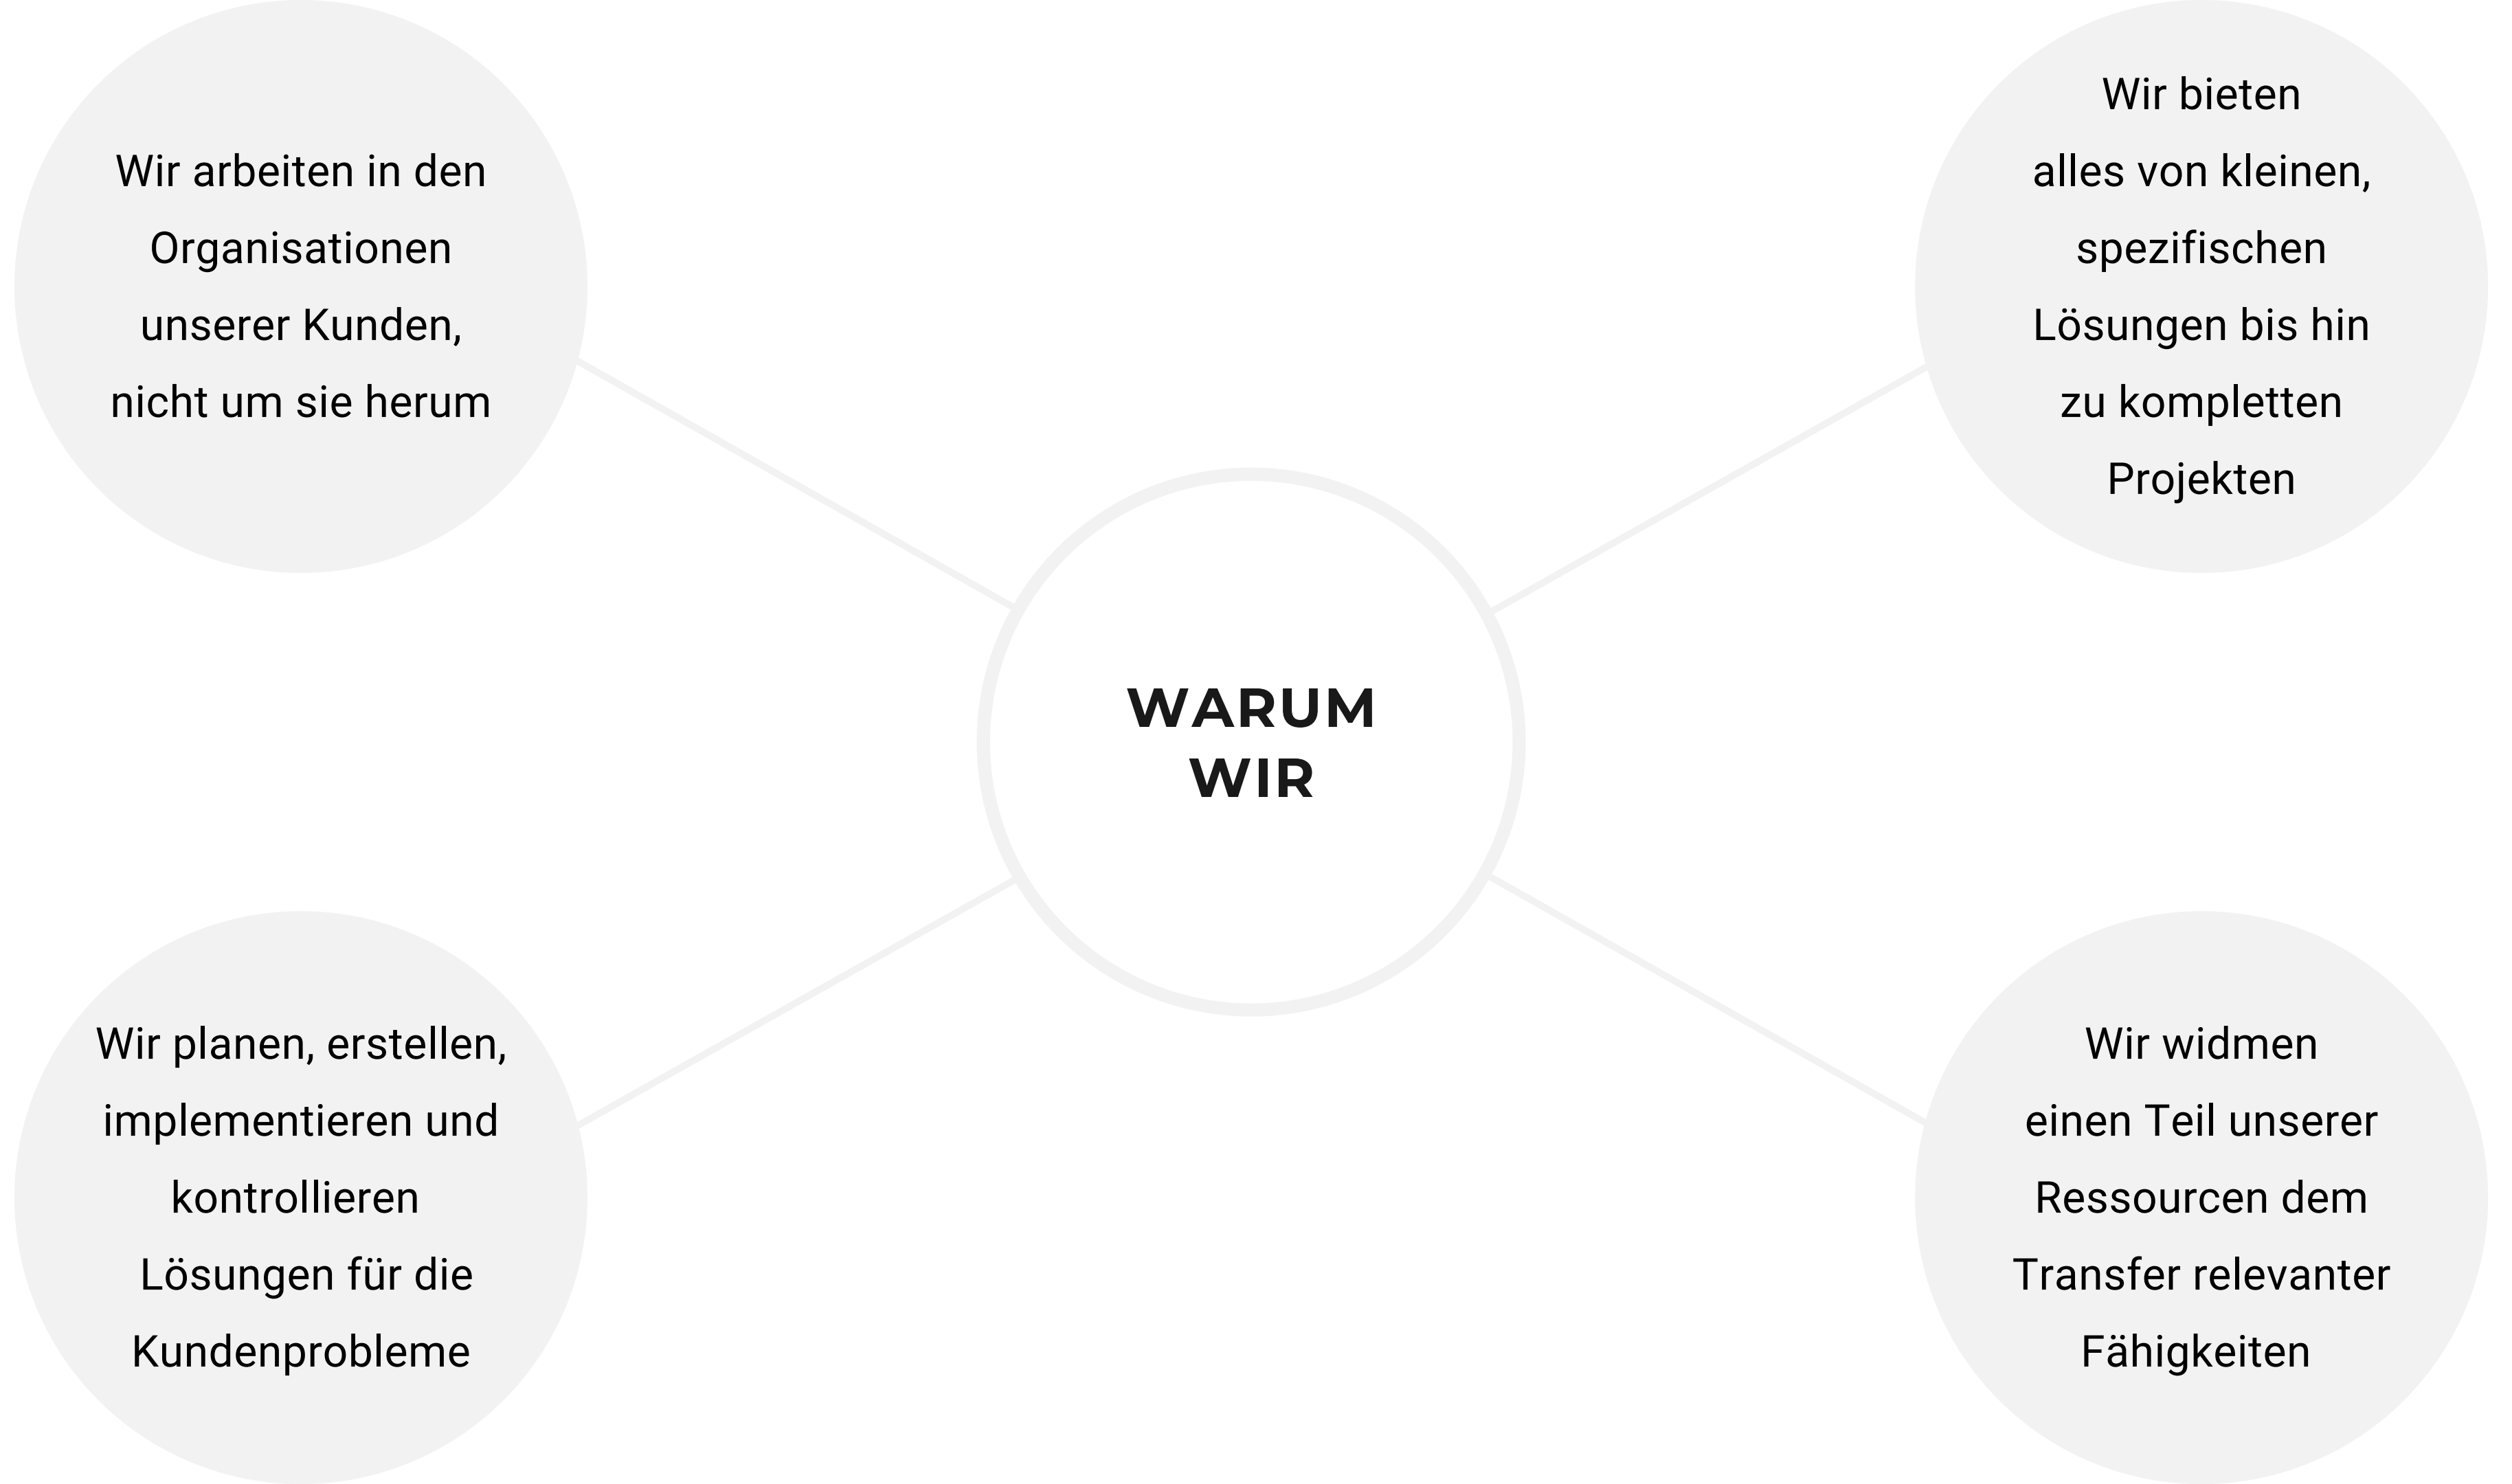 Wir arbeiten in den
Organisationen
unserer Kunden,
nicht um sie herum
Wir bieten
alles von kleinen,
spezifischen
Lösungen bis hin
zu kompletten
Projekten
WARUM
WIR
Wir planen, erstellen,
implementieren und
kontrollieren
Lösungen für die
Kundenprobleme
Wir widmen
einen Teil unserer
Ressourcen dem
Transfer relevanter
Fähigkeiten